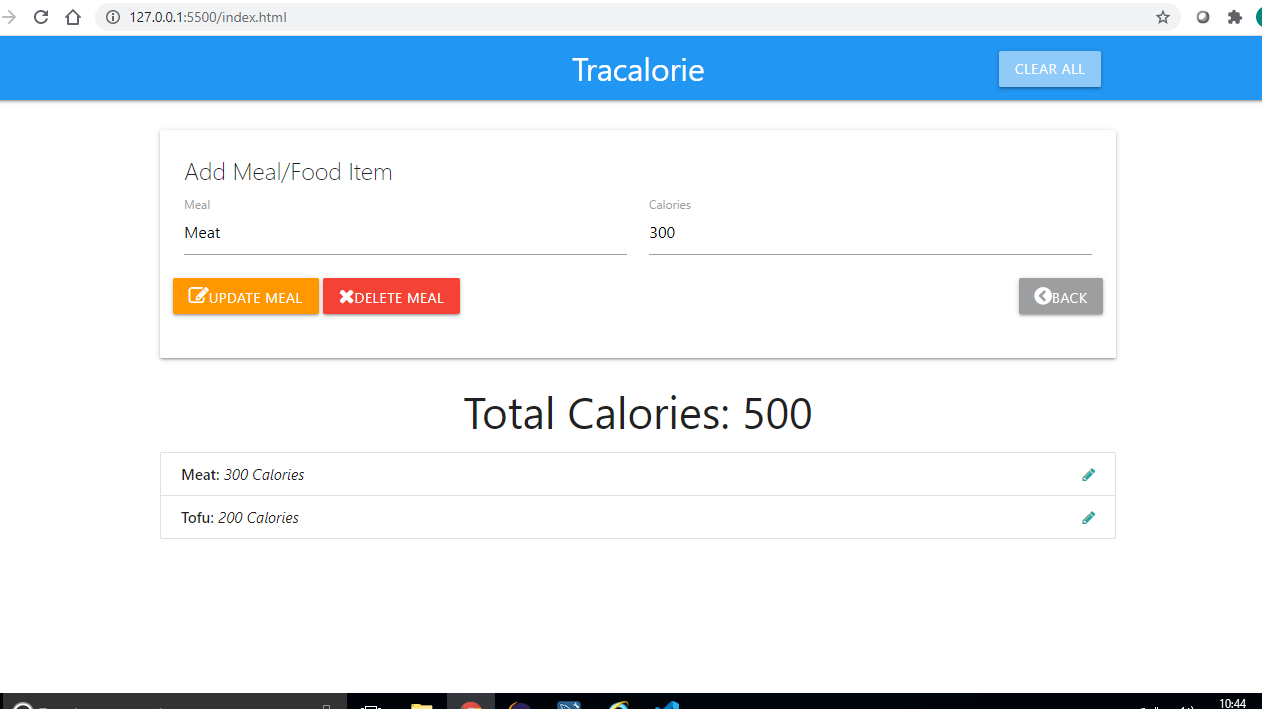 127.0.0.1:5500/index.html
Tracalorie
CLEAR ALL
Add Meal/Food Item
Meal
Calories
Meat
300
UPDATE MEAL
DELETE MEAL
BACK
Total Calories: 500
Meat: 300 Calories
Tofu: 200 Calories
10:44